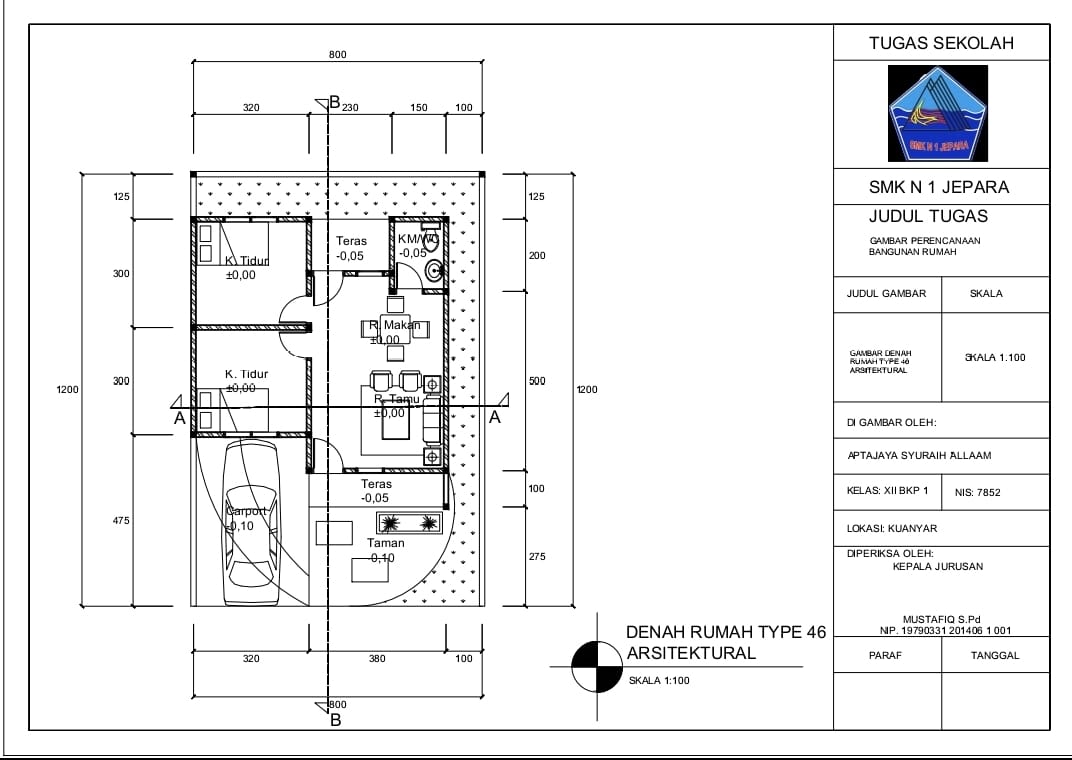 800
B
320
230
150
100
125
300
300
1200
475
125
200
500
1200
100
275
K. Tidur
±0,00
Teras
-0,05
KM/WC
-0,05
R. Makan
±0,00
K. Tidur
±0,00
R. Tamu
±0,00
A
A
Teras
-0,05
Carport
-0,10
Taman
-0,10
320
380
100
800
B
DENAH RUMAH TYPE 46
ARSITEKTURAL
SKALA 1:100
TUGAS SEKOLAH
SMK N 1 JEPARA
SMK N 1 JEPARA
JUDUL TUGAS
GAMBAR PERENCANAAN
BANGUNAN RUMAH
JUDUL GAMBAR
SKALA
GAMBAR DENAH
RUMAH TYPE 46
ARSITEKTURAL
SKALA 1:100
DI GAMBAR OLEH:
APTAJAYA SYURAIH ALLAAM
KELAS: XII BKP 1
NIS: 7852
LOKASI: KUANYAR
DIPERIKSA OLEH:
KEPALA JURUSAN
MUSTAFIQ S.Pd
NIP. 19790331 201406 1 001
PARAF
TANGGAL